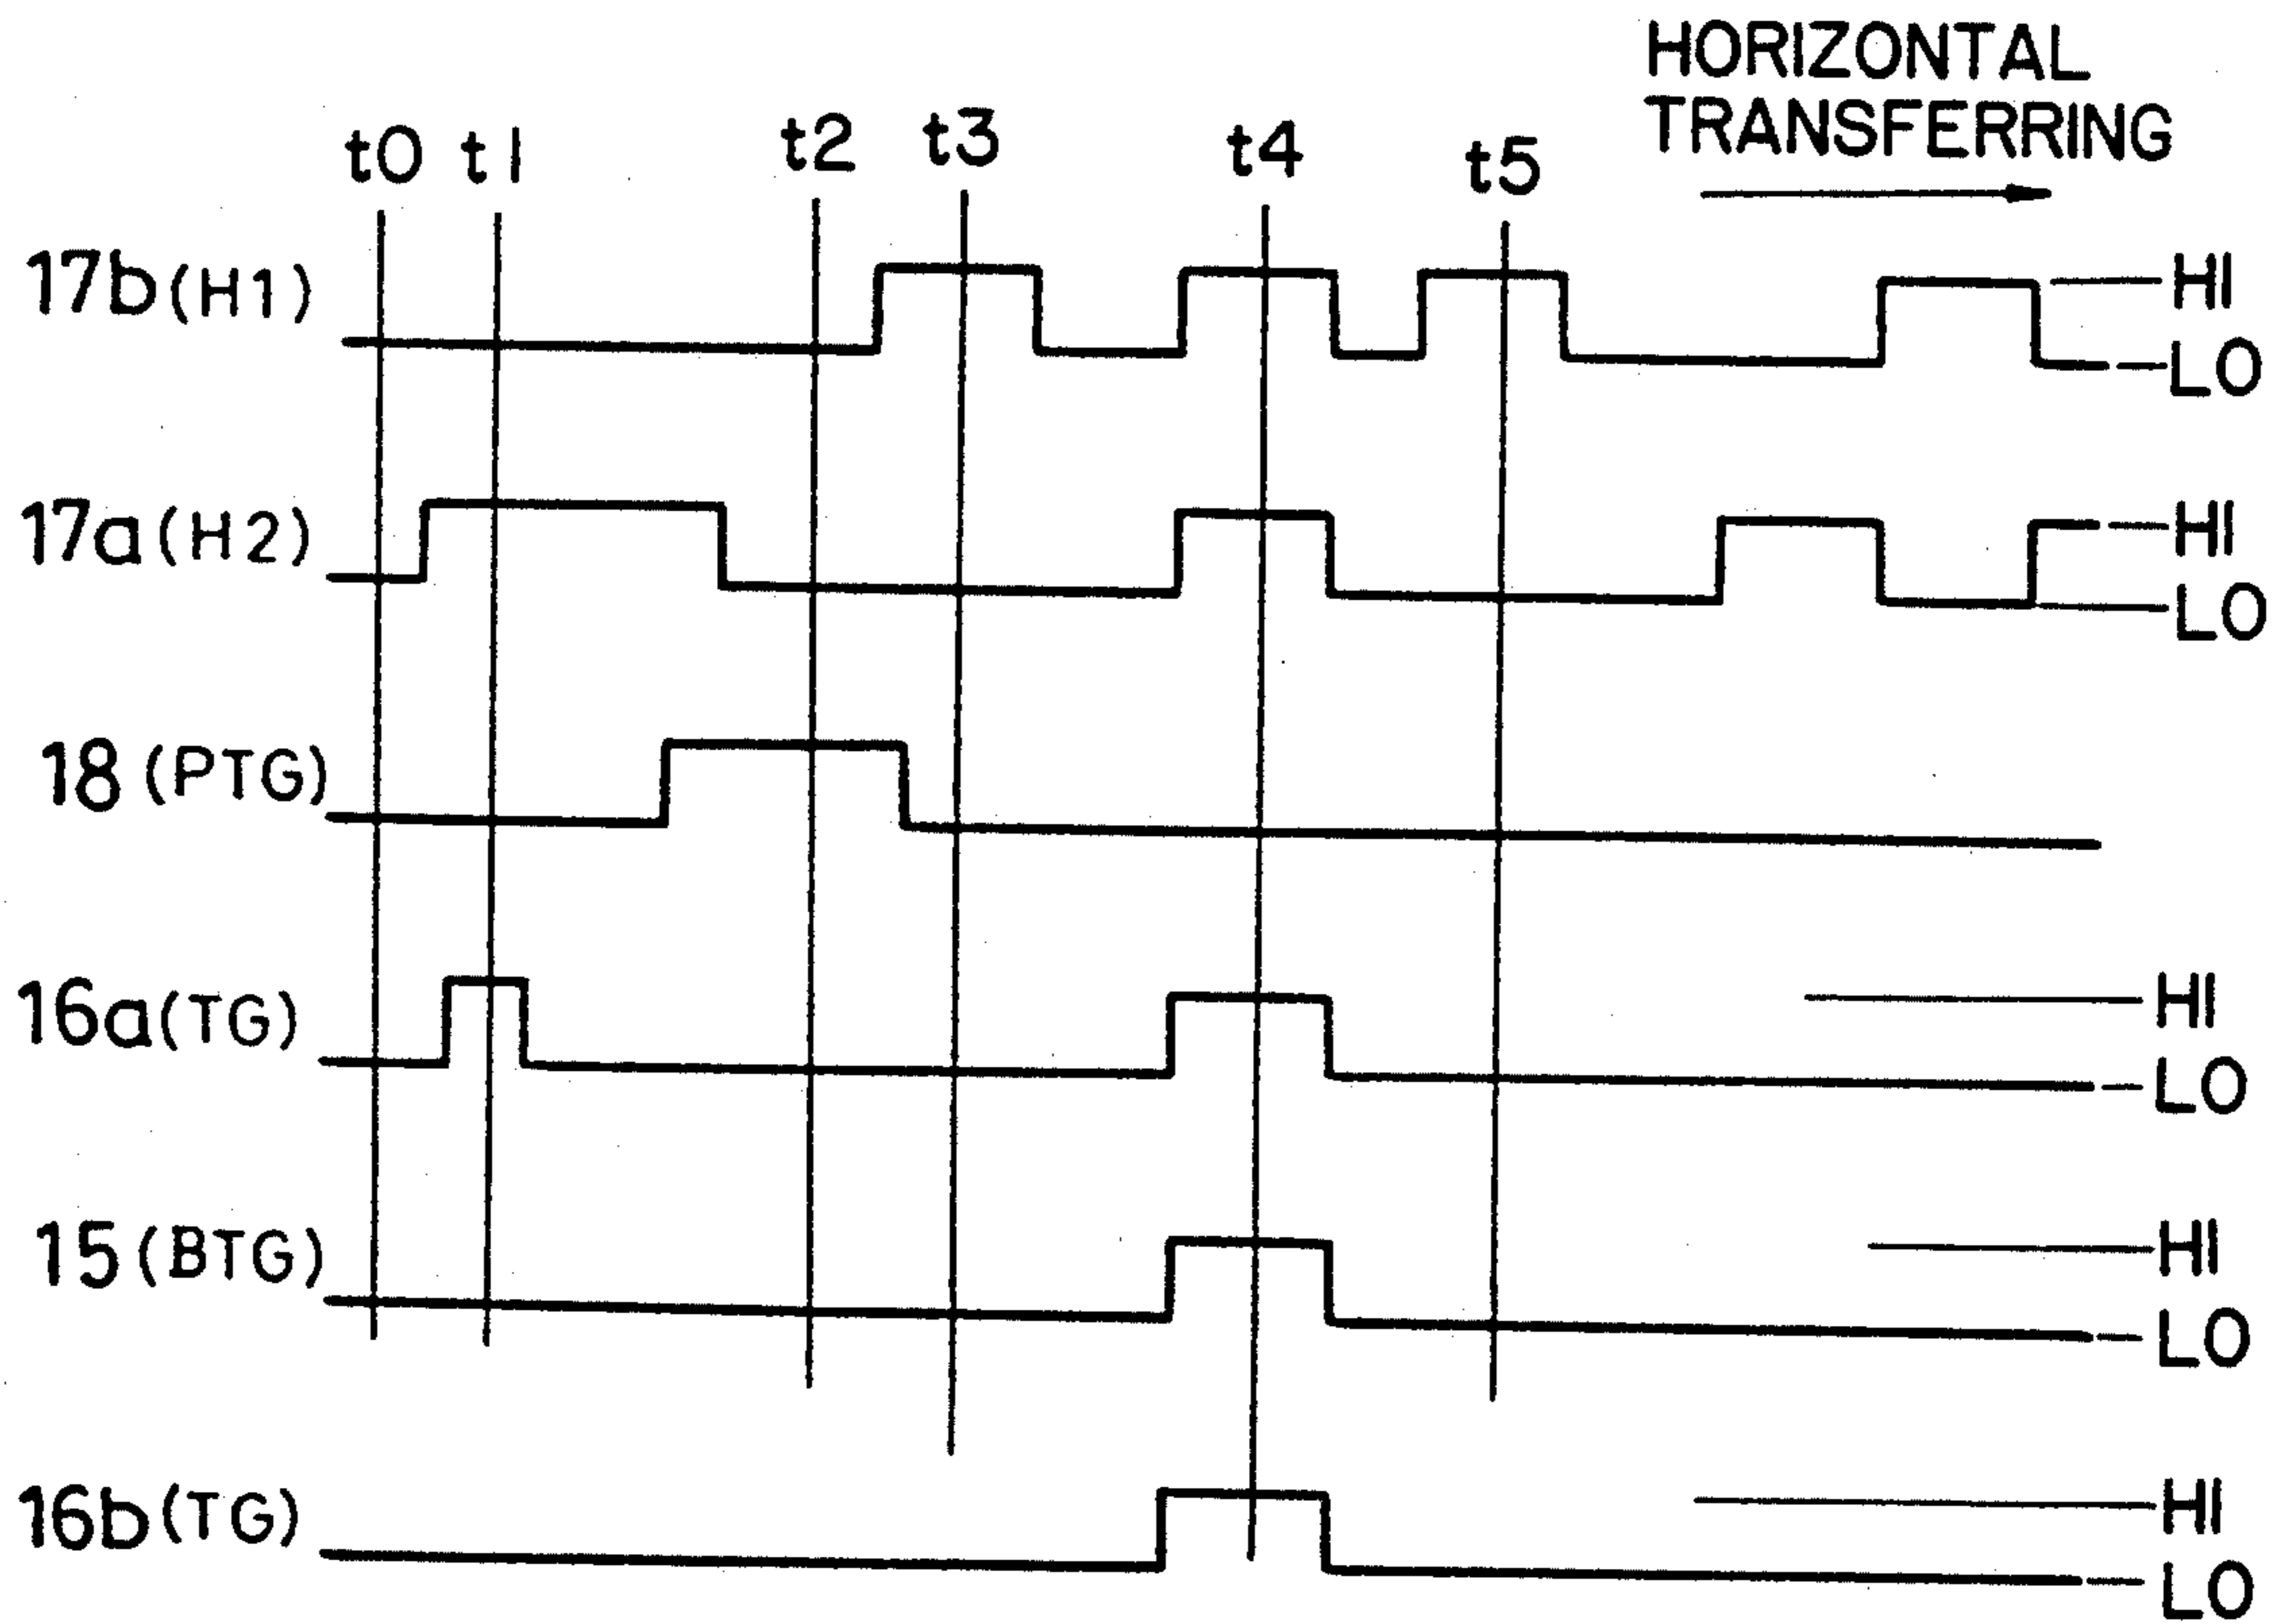 HORIZONTAL
TRANSFERRING
t0 t1 t2 t3 t4 t5
17b (H1) HI
LO
17a (H2) HI
LO
18 (PTG)
16a (TG) HI
LO
15 (BTG) HI
LO
16b (TG) HI
LO